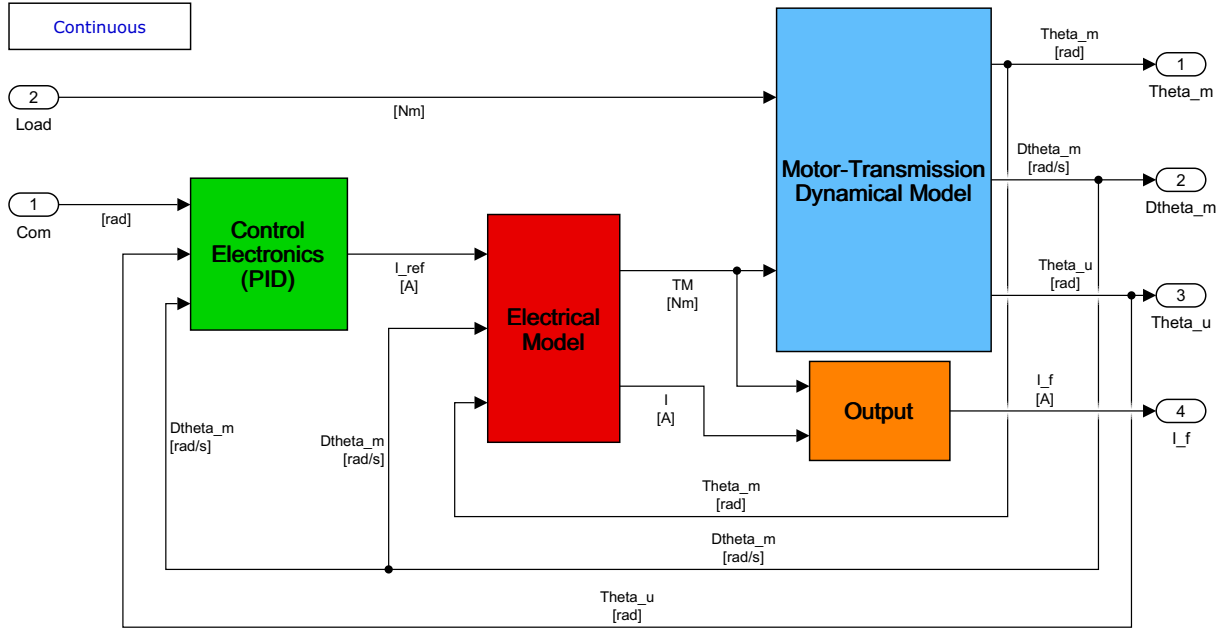 Continuous
Theta_m
[rad]
1
Theta_m
2
Load
[Nm]
Motor-Transmission
Dynamical Model
Dtheta_m
[rad/s]
2
Dtheta_m
1
Com
[rad]
Control
Electronics
(PID)
I_ref
[A]
TM
[Nm]
Theta_u
[rad]
3
Theta_u
Electrical
Model
I
[A]
Output
I_f
[A]
4
I_f
Dtheta_m
[rad/s]
Dtheta_m
[rad/s]
Theta_m
[rad]
Dtheta_m
[rad/s]
Theta_u
[rad]